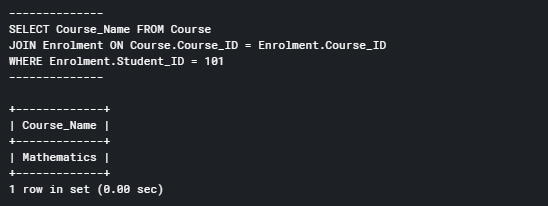 --------------
SELECT Course_Name FROM Course
JOIN Enrolment ON Course.Course_ID = Enrolment.Course_ID
WHERE Enrolment.Student_ID = 101
--------------

+-------------+
| Course_Name |
+-------------+
| Mathematics |
+-------------+
1 row in set (0.00 sec)